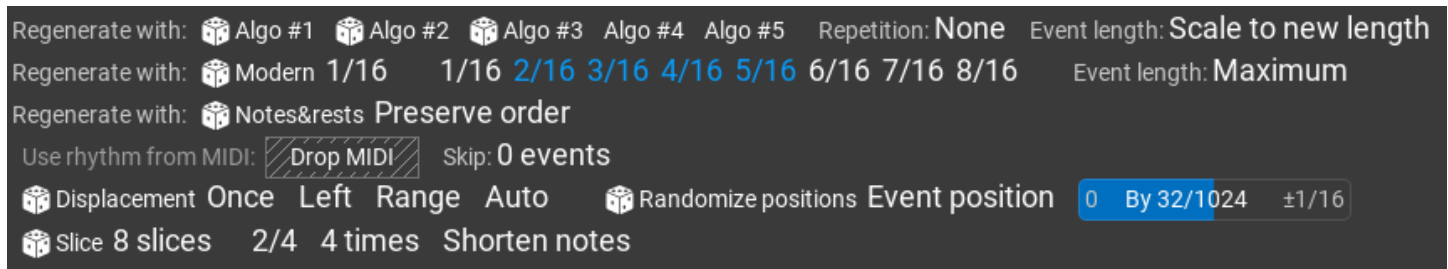 Regenerate with: Algo #1 Algo #2 Algo #3 Algo #4 Algo #5 Repetition: None Event length: Scale to new length
Regenerate with: Modern 1/16 1/16 2/16 3/16 4/16 5/16 6/16 7/16 8/16 Event length: Maximum
Regenerate with: Notes&rests Preserve order
Use rhythm from MIDI: Drop MIDI Skip: 0 events
Displacement Once Left Range Auto Randomize positions Event position 0 By 32/1024 ±1/16
Slice 8 slices 2/4 4 times Shorten notes